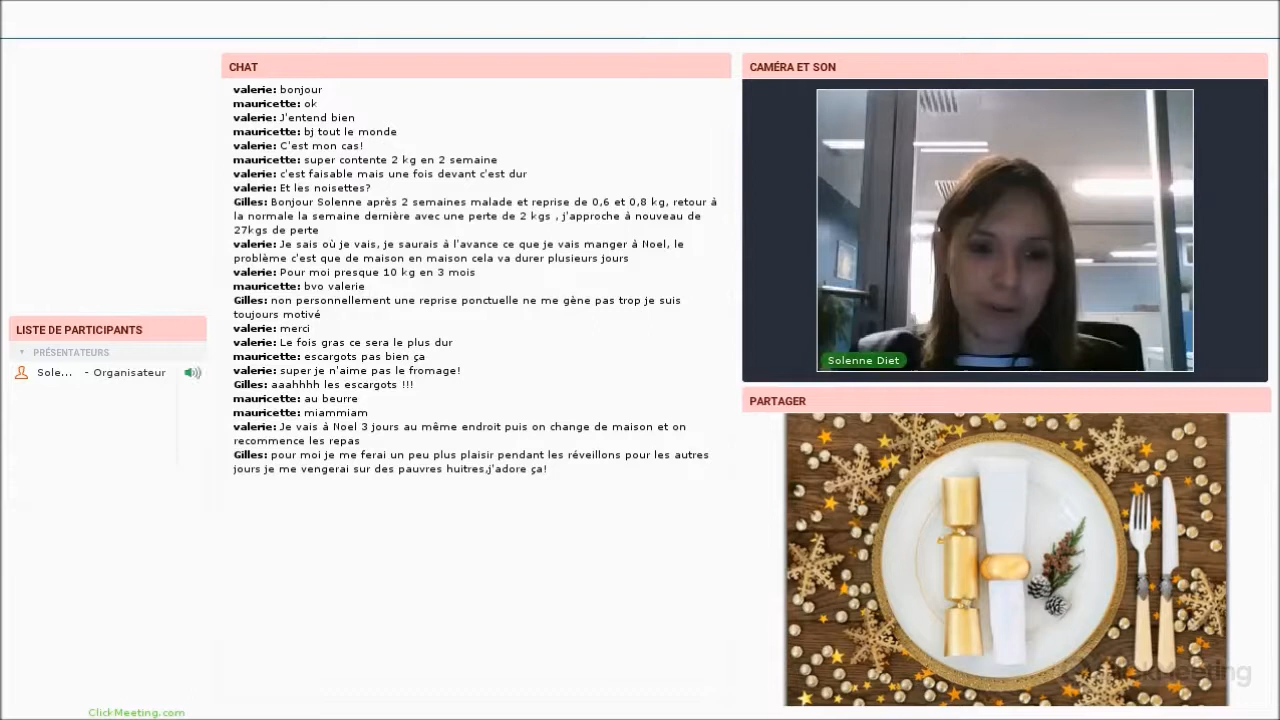 CHAT
valerie: bonjour
mauricette: ok
valerie: J'entend bien
mauricette: bj tout le monde
valerie: C'est mon cas!
mauricette: super contente 2 kg en 2 semaine
valerie: c'est faisable mais une fois devant c'est dur
valerie: Et les noisettes?
Gilles: Bonjour Solenne après 2 semaines malade et reprise de 0,6 et 0,8 kg, retour à
la normale la semaine dernière avec une perte de 2 kgs , j'approche à nouveau de
27kgs de perte
valerie: Je sais où je vais, je saurais à l'avance ce que je vais manger à Noel, le
problème c'est que de maison en maison cela va durer plusieurs jours
valerie: Pour moi presque 10 kg en 3 mois
mauricette: bvo valerie
Gilles: non personnellement une reprise ponctuelle ne me gène pas trop je suis
toujours motivé
valerie: merci
valerie: Le fois gras ce sera le plus dur
mauricette: escargots pas bien ça
valerie: super je n'aime pas le fromage!
Gilles: aaahhhh les escargots !!!
mauricette: au beurre
mauricette: miammiam
valerie: Je vais à Noel 3 jours au même endroit puis on change de maison et on
recommence les repas
Gilles: pour moi je me ferai un peu plus plaisir pendant les réveillons pour les autres
jours je me vengerai sur des pauvres huitres,j'adore ça!
LISTE DE PARTICIPANTS
PRÉSENTATEURS
Sole... - Organisateur
CAMÉRA ET SON
Solenne Diet
PARTAGER
ClickMeeting.com